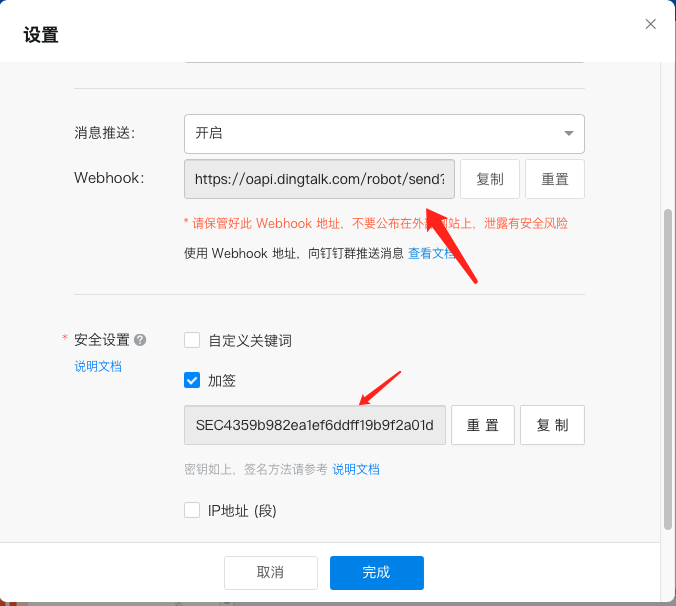 设置
消息推送：
开启
Webhook：
https://oapi.dingtalk.com/robot/send?
复制
重置
* 请保管好此 Webhook 地址，不要公布在外部网站上，泄露有安全风险
使用 Webhook 地址，向钉钉群推送消息 查看文档
* 安全设置 ?
说明文档
自定义关键词
加签
SEC4359b982ea1ef6ddff19b9f2a01d
重 置
复 制
密钥如上，签名方法请参考 说明文档
IP地址 (段)
取消
完成